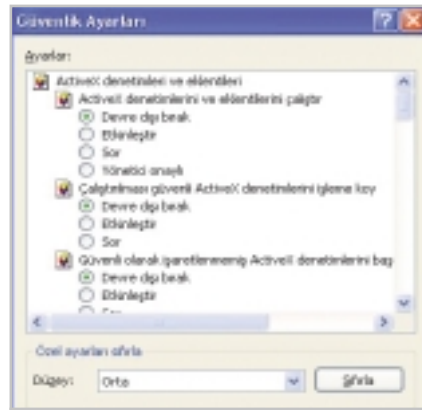 Güvenlik Ayarları
Ayarlar:
ActiveX denetimleri ve eklentileri
ActiveX denetimlerini ve eklentilerini çalıştır
Devre dışı bırak
Etkinleştir
Sor
Yönetici onaylı
Çalıştırılması güvenli ActiveX denetimlerini işleme koy
Devre dışı bırak
Etkinleştir
Sor
Güvenli olarak işaretlenmemiş ActiveX denetimlerini baş
Devre dışı bırak
Etkinleştir
Sor
Özel ayarları sıfırla
Düzey:
Orta
Sıfırla